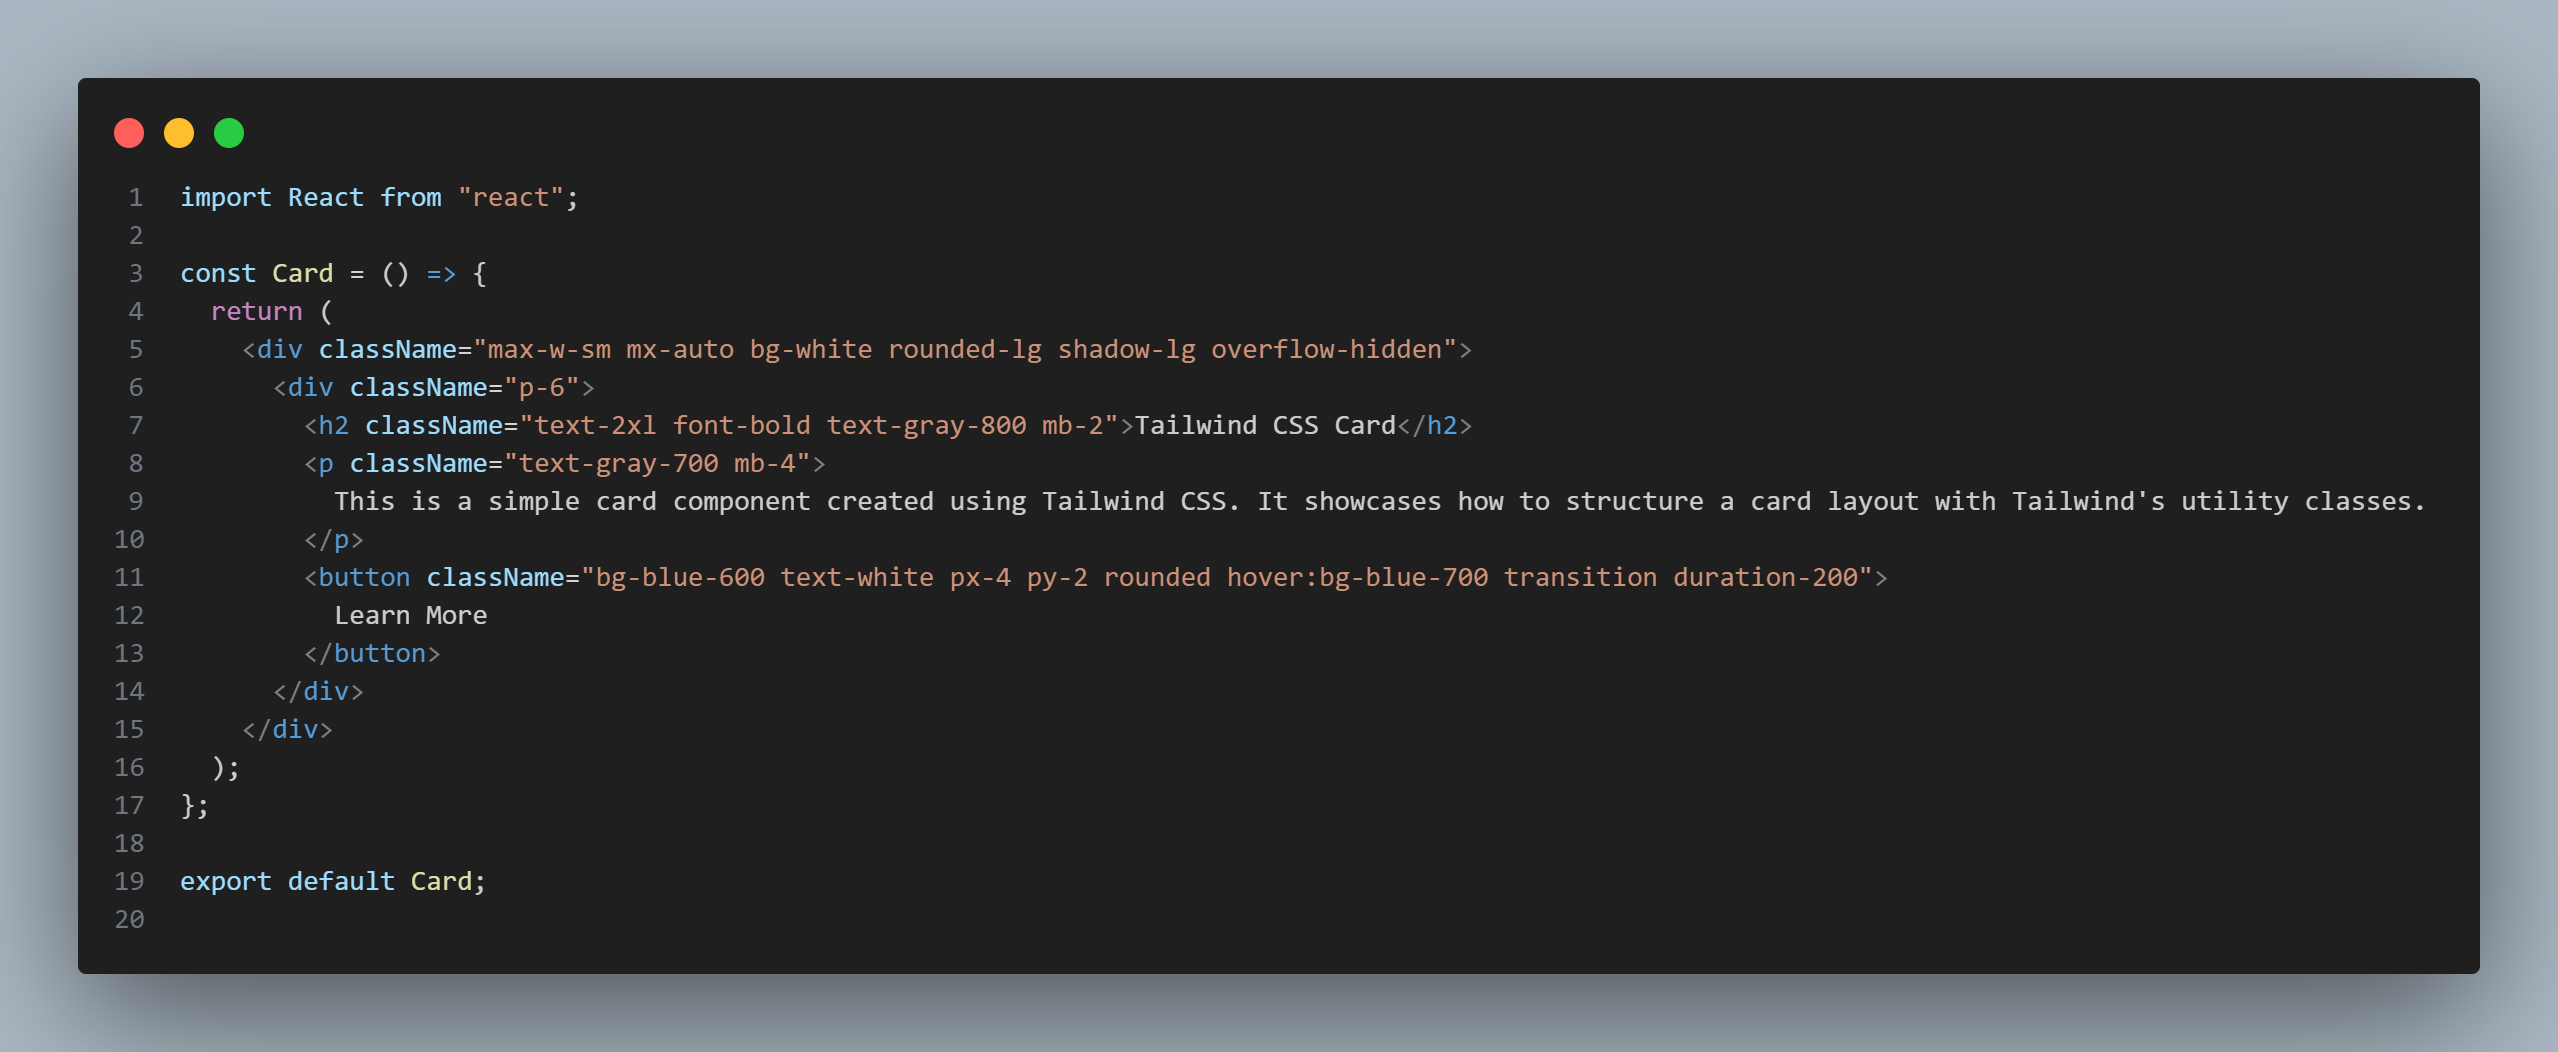 1 import React from "react";
2
3 const Card = () => {
4   return (
5     <div className="max-w-sm mx-auto bg-white rounded-lg shadow-lg overflow-hidden">
6       <div className="p-6">
7         <h2 className="text-2xl font-bold text-gray-800 mb-2">Tailwind CSS Card</h2>
8         <p className="text-gray-700 mb-4">
9           This is a simple card component created using Tailwind CSS. It showcases how to structure a card layout with Tailwind's utility classes.
10         </p>
11         <button className="bg-blue-600 text-white px-4 py-2 rounded hover:bg-blue-700 transition duration-200">
12           Learn More
13         </button>
14       </div>
15     </div>
16   );
17 };
18
19 export default Card;
20